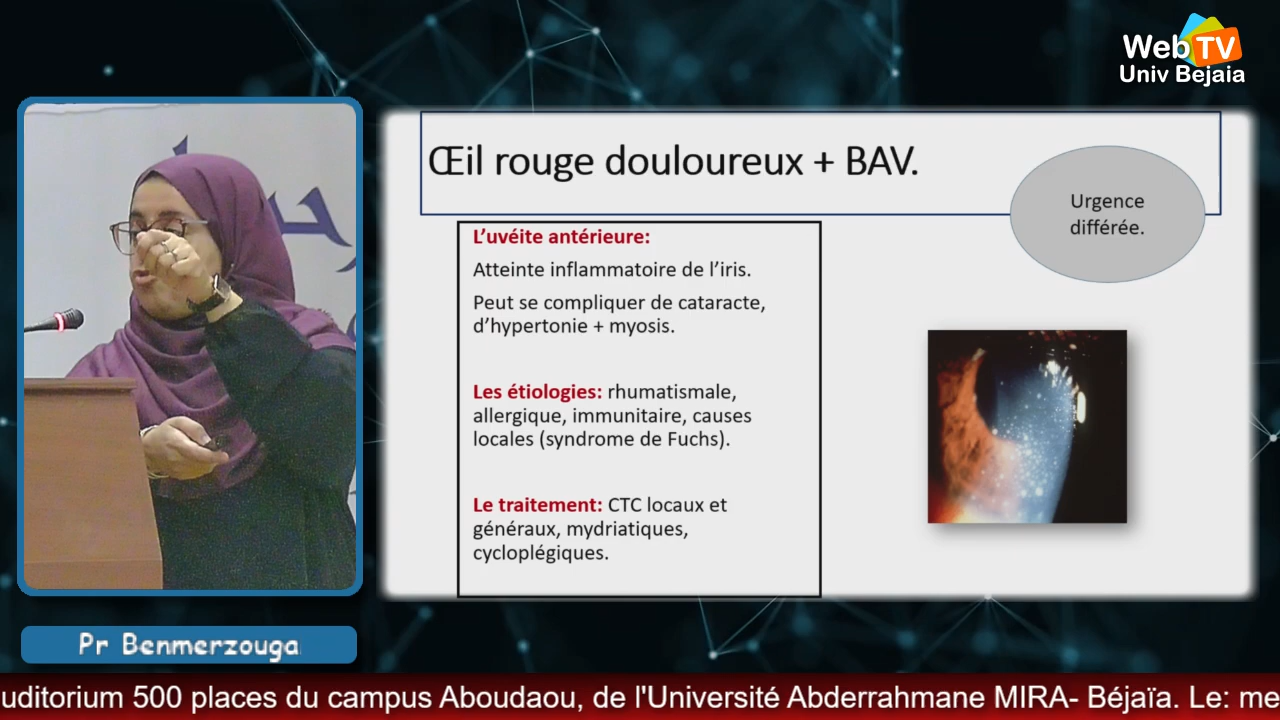 Web TV
Univ Bejaia
Œil rouge douloureux + BAV.
Urgence
différée.
L’uvéite antérieure:
Atteinte inflammatoire de l’iris.
Peut se compliquer de cataracte,
d’hypertonie + myosis.
Les étiologies: rhumatismale,
allergique, immunitaire, causes
locales (syndrome de Fuchs).
Le traitement: CTC locaux et
généraux, mydriatiques,
cycloplégiques.
Pr Benmerzouga
uditorium 500 places du campus Aboudaou, de l'Université Abderrahmane MIRA- Béjaïa. Le: me